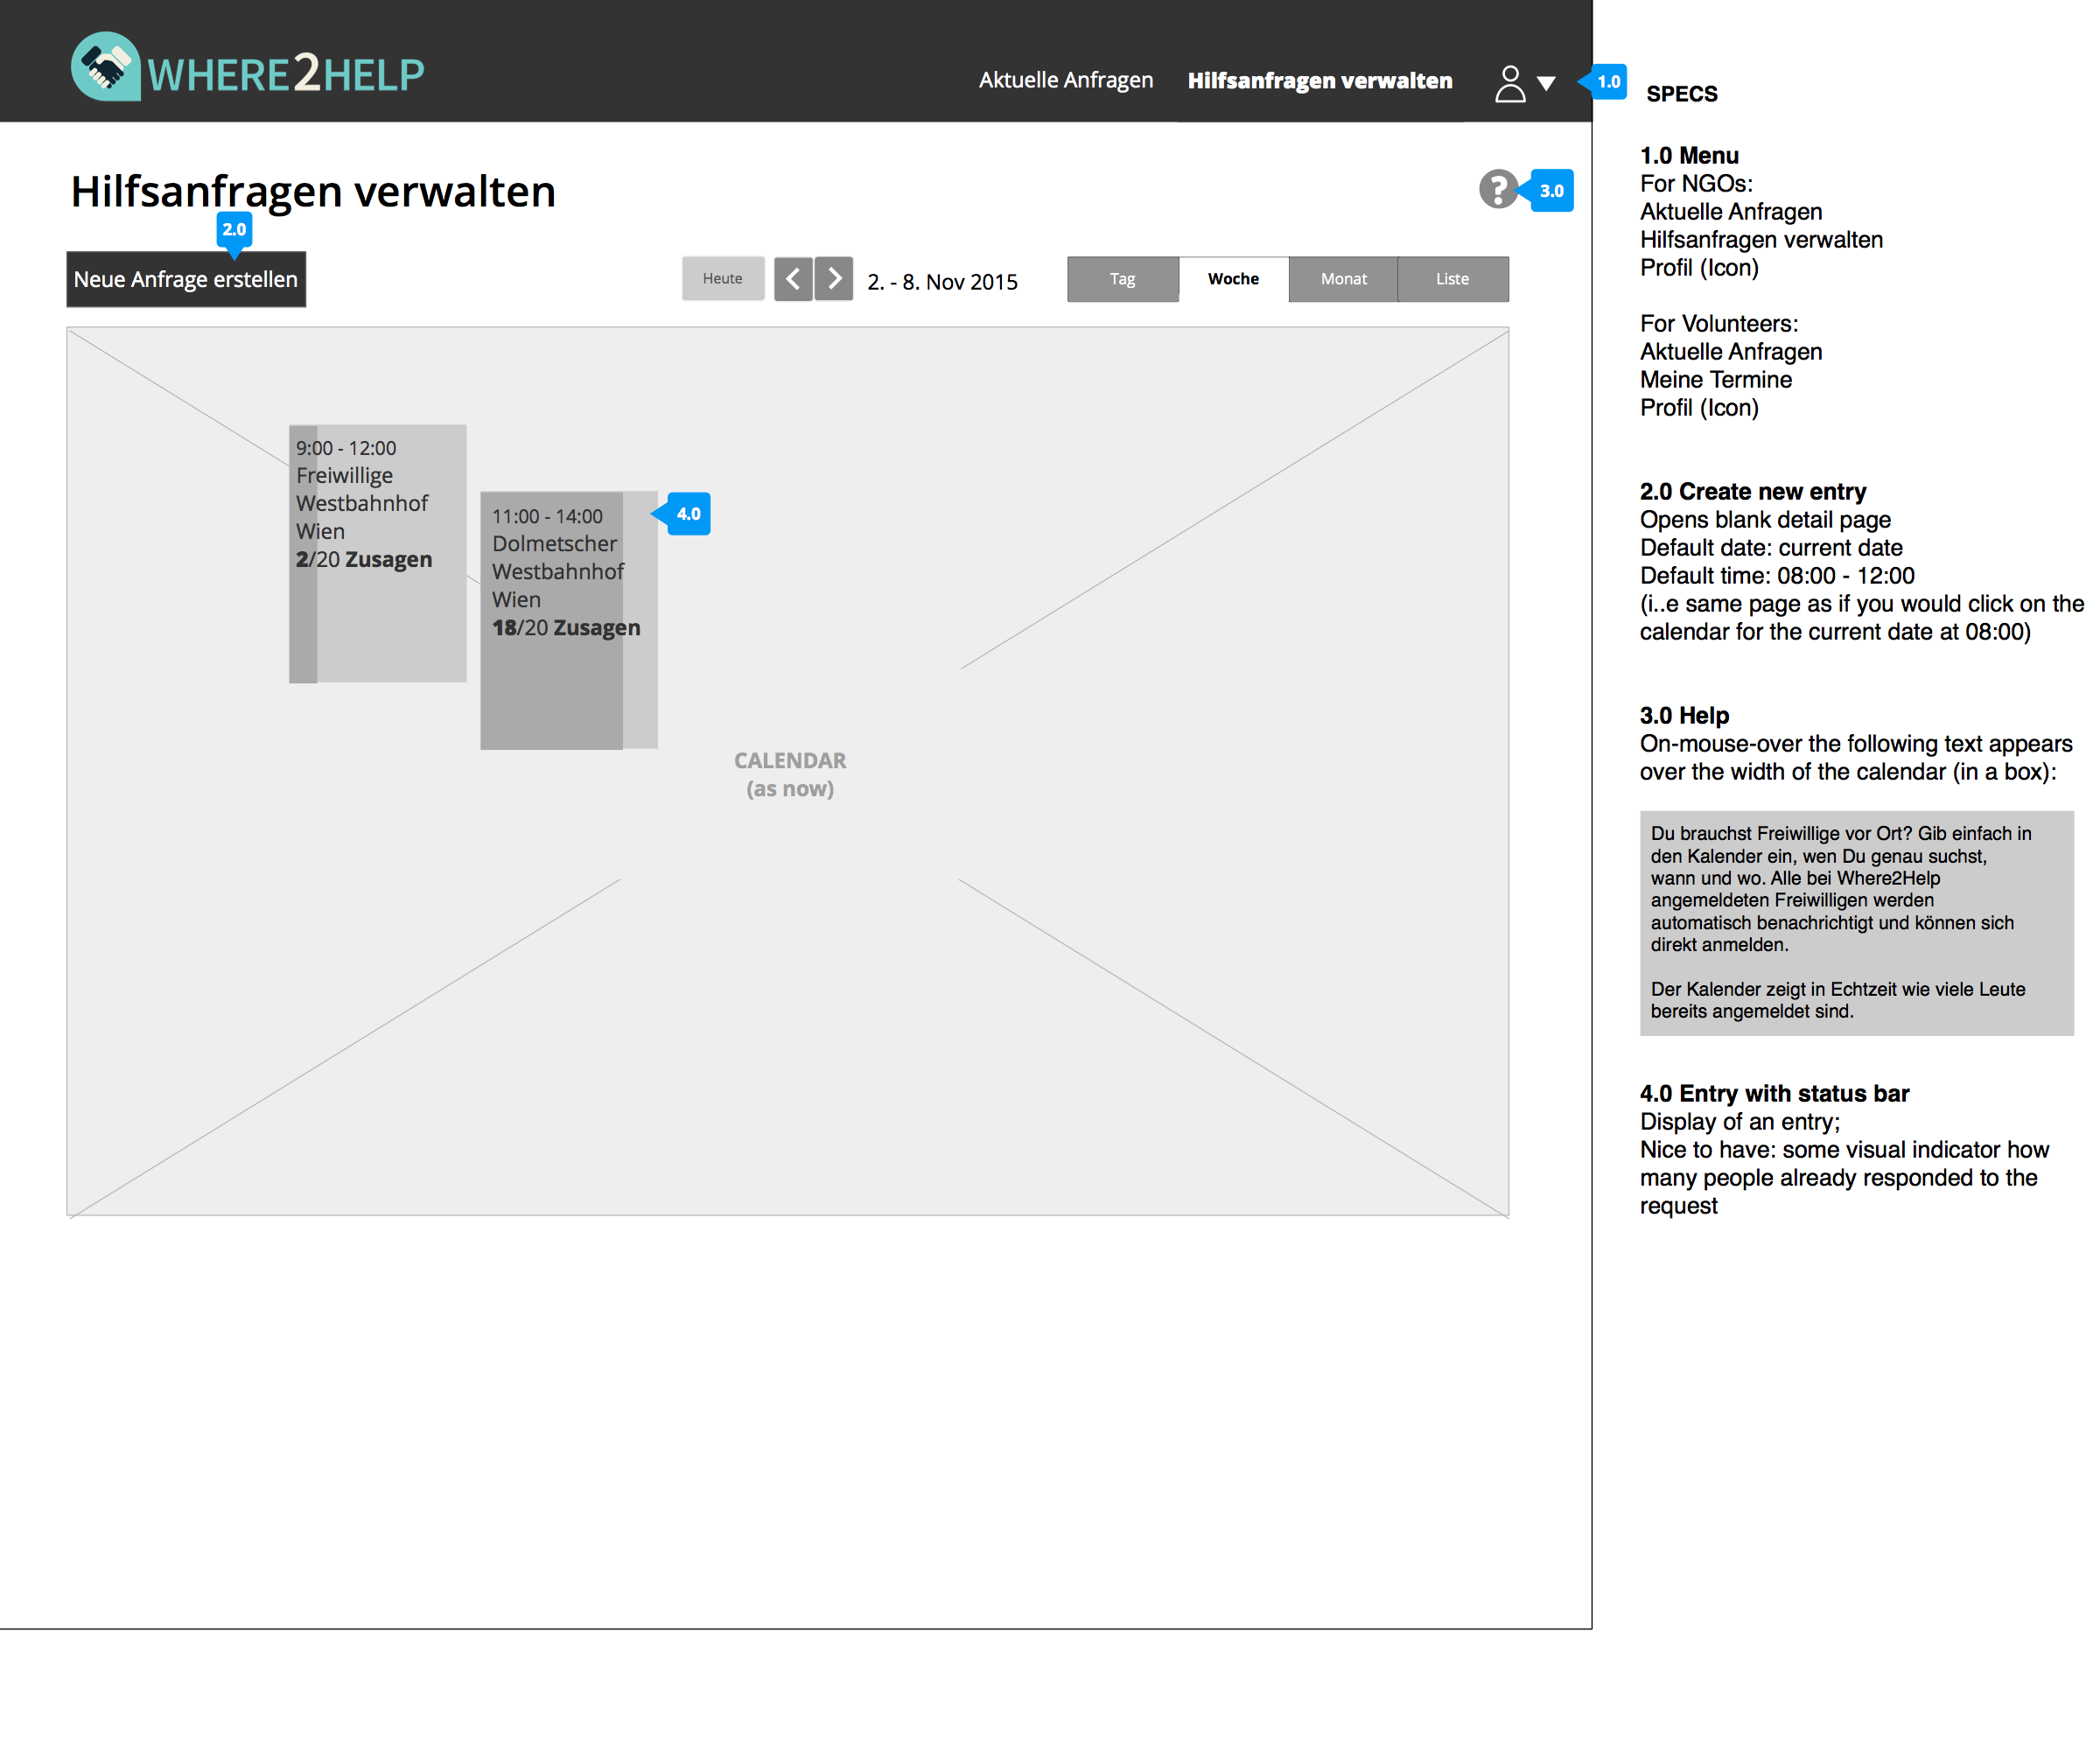 WHERE2HELP
Aktuelle Anfragen
Hilfsanfragen verwalten
1.0
Hilfsanfragen verwalten
3.0
2.0
Neue Anfrage erstellen
Heute
2. - 8. Nov 2015
Tag
Woche
Monat
Liste
9:00 - 12:00
Freiwillige
Westbahnhof
Wien
2/20 Zusagen
11:00 - 14:00
Dolmetscher
Westbahnhof
Wien
18/20 Zusagen
4.0
CALENDAR
(as now)
SPECS
1.0 Menu
For NGOs:
Aktuelle Anfragen
Hilfsanfragen verwalten
Profil (Icon)
For Volunteers:
Aktuelle Anfragen
Meine Termine
Profil (Icon)
2.0 Create new entry
Opens blank detail page
Default date: current date
Default time: 08:00 - 12:00
(i..e same page as if you would click on the
calendar for the current date at 08:00)
3.0 Help
On-mouse-over the following text appears
over the width of the calendar (in a box):
Du brauchst Freiwillige vor Ort? Gib einfach in
den Kalender ein, wen Du genau suchst,
wann und wo. Alle bei Where2Help
angemeldeten Freiwilligen werden
automatisch benachrichtigt und können sich
direkt anmelden.
Der Kalender zeigt in Echtzeit wie viele Leute
bereits angemeldet sind.
4.0 Entry with status bar
Display of an entry;
Nice to have: some visual indicator how
many people already responded to the
request